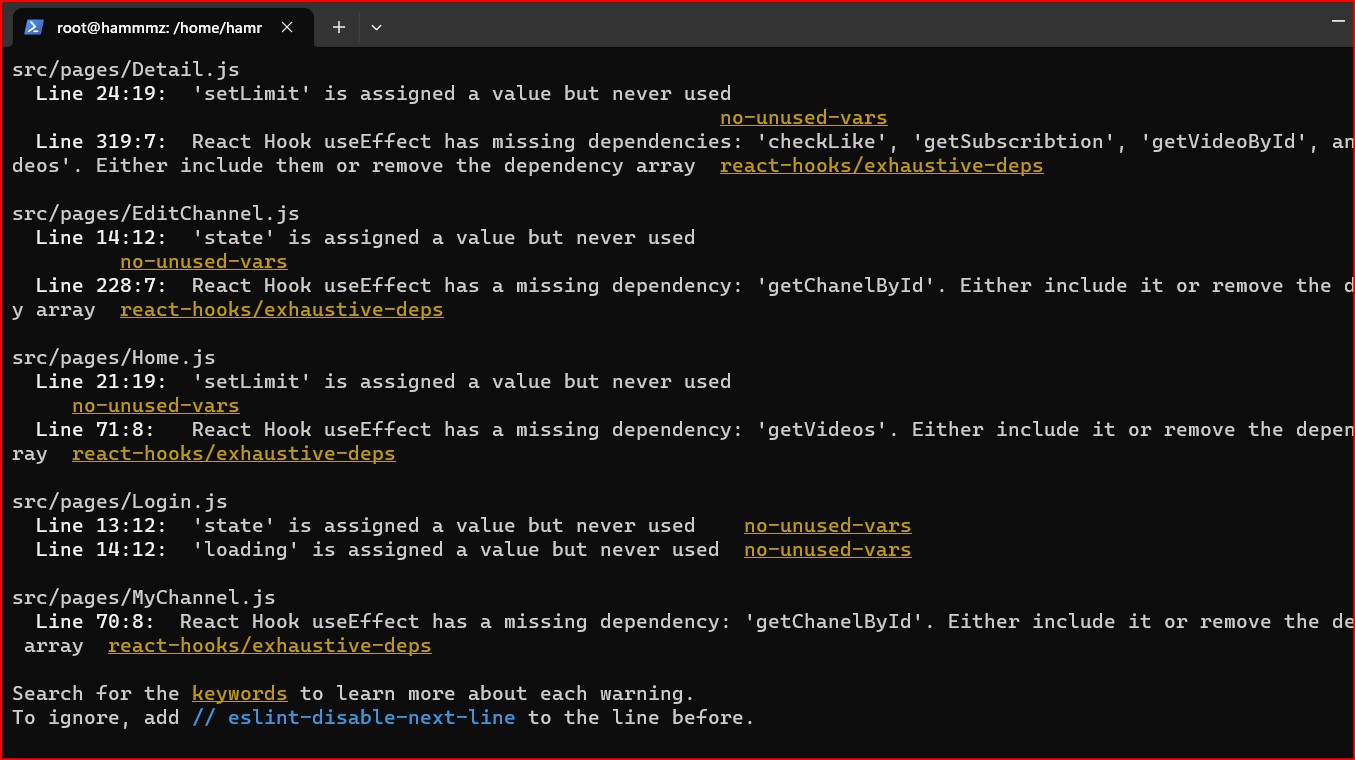 root@hammmz: /home/hamr
src/pages/Detail.js
Line 24:19: 'setLimit' is assigned a value but never used
no-unused-vars
Line 319:7: React Hook useEffect has missing dependencies: 'checkLike', 'getSubscribtion', 'getVideoById', an
deos'. Either include them or remove the dependency array react-hooks/exhaustive-deps
src/pages/EditChannel.js
Line 14:12: 'state' is assigned a value but never used
no-unused-vars
Line 228:7: React Hook useEffect has a missing dependency: 'getChanelById'. Either include it or remove the d
y array react-hooks/exhaustive-deps
src/pages/Home.js
Line 21:19: 'setLimit' is assigned a value but never used
no-unused-vars
Line 71:8: React Hook useEffect has a missing dependency: 'getVideos'. Either include it or remove the depen
ray react-hooks/exhaustive-deps
src/pages/Login.js
Line 13:12: 'state' is assigned a value but never used no-unused-vars
Line 14:12: 'loading' is assigned a value but never used no-unused-vars
src/pages/MyChannel.js
Line 70:8: React Hook useEffect has a missing dependency: 'getChanelById'. Either include it or remove the de
array react-hooks/exhaustive-deps
Search for the keywords to learn more about each warning.
To ignore, add // eslint-disable-next-line to the line before.